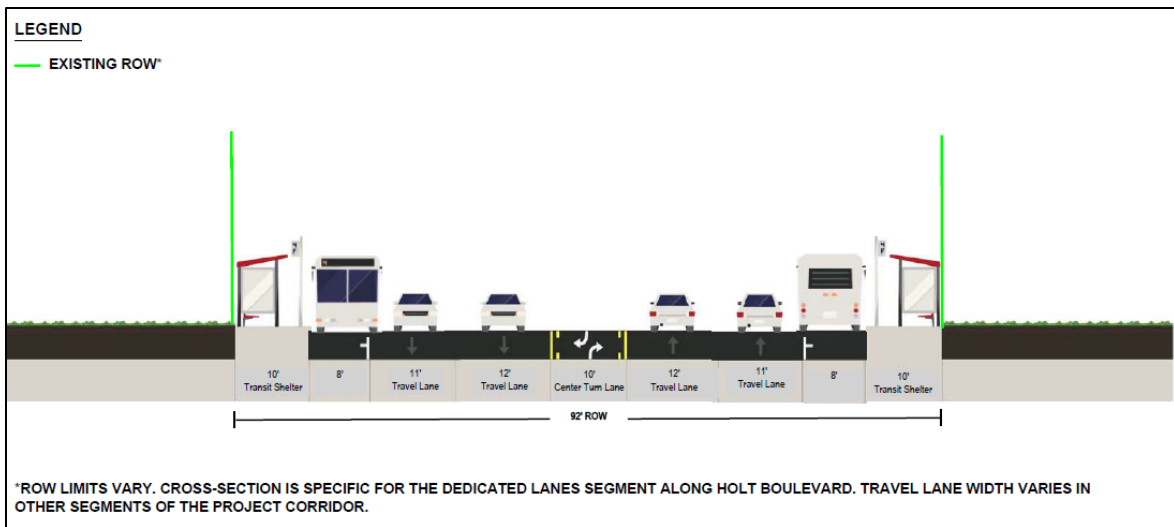 LEGEND
EXISTING ROW*
10'
Transit Shelter
8'
11'
Travel Lane
12'
Travel Lane
10'
Center Turn Lane
12'
Travel Lane
11'
Travel Lane
8'
10'
Transit Shelter
92' ROW
*ROW LIMITS VARY. CROSS-SECTION IS SPECIFIC FOR THE DEDICATED LANES SEGMENT ALONG HOLT BOULEVARD. TRAVEL LANE WIDTH VARIES IN
OTHER SEGMENTS OF THE PROJECT CORRIDOR.